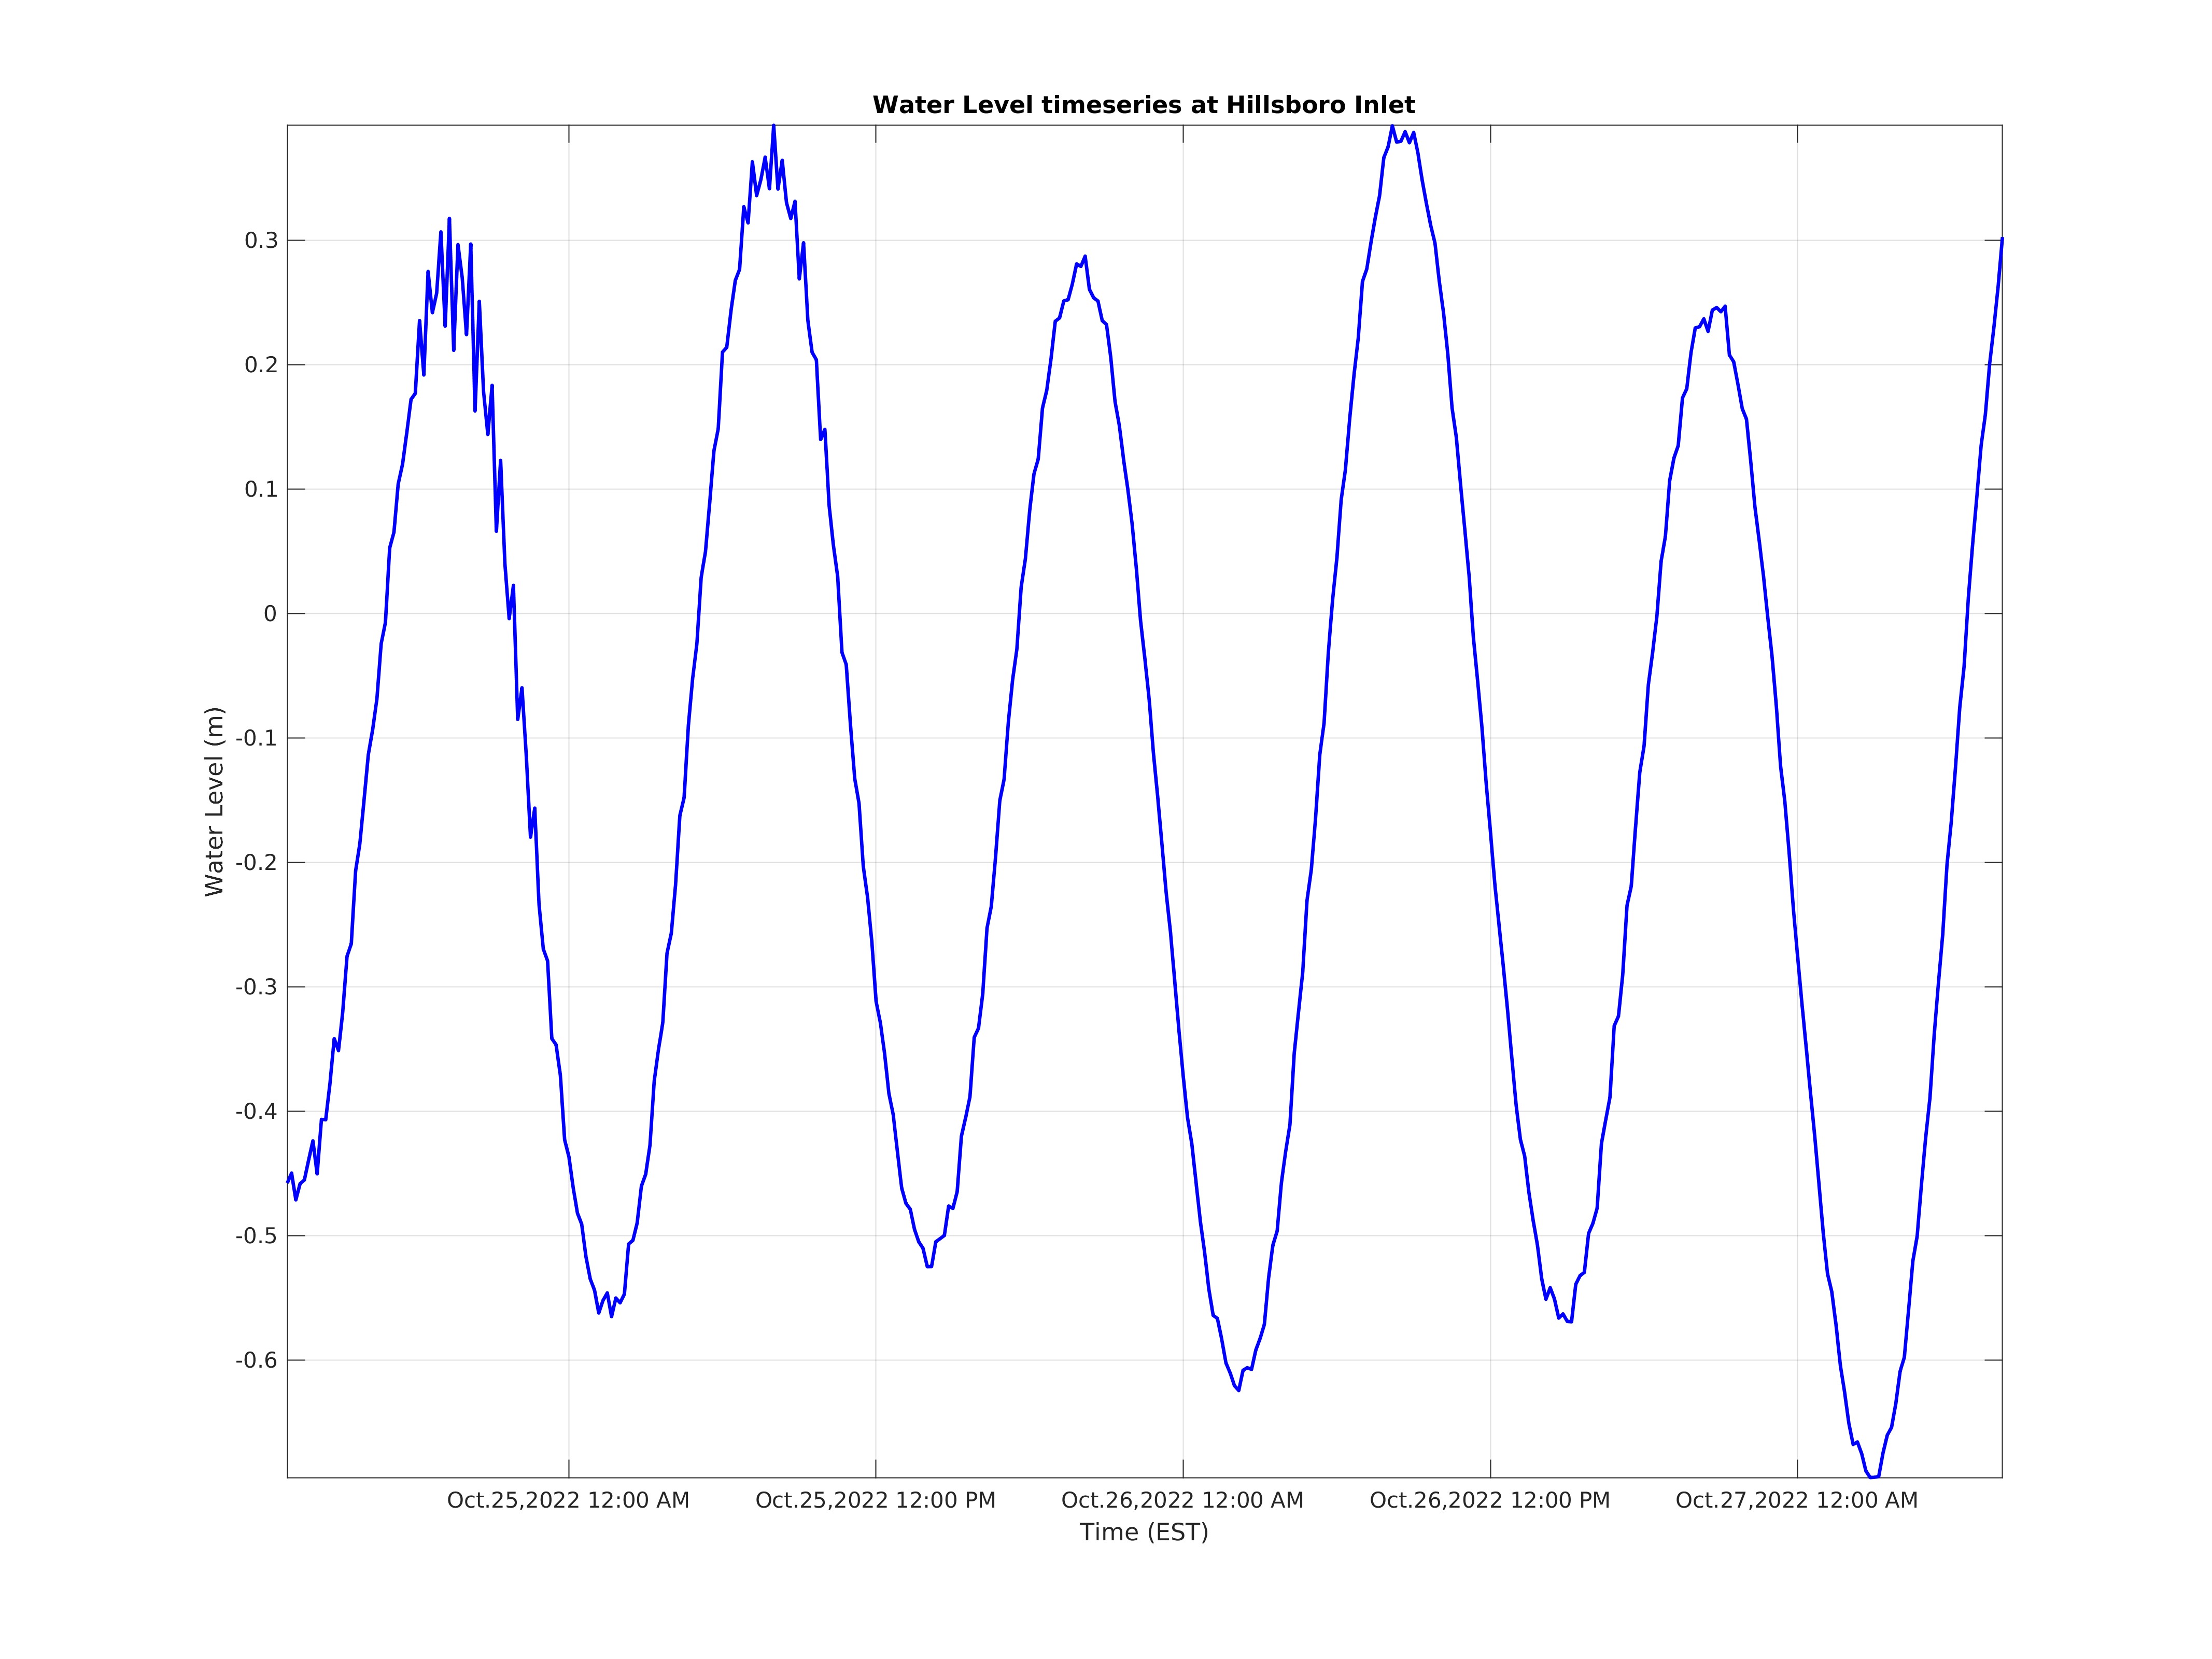 Water Level timeseries at Hillsboro Inlet
0.3
0.2
0.1
0
-0.1
-0.2
-0.3
-0.4
-0.5
-0.6
Water Level (m)
Oct.25,2022 12:00 AM
Oct.25,2022 12:00 PM
Oct.26,2022 12:00 AM
Oct.26,2022 12:00 PM
Oct.27,2022 12:00 AM
Time (EST)